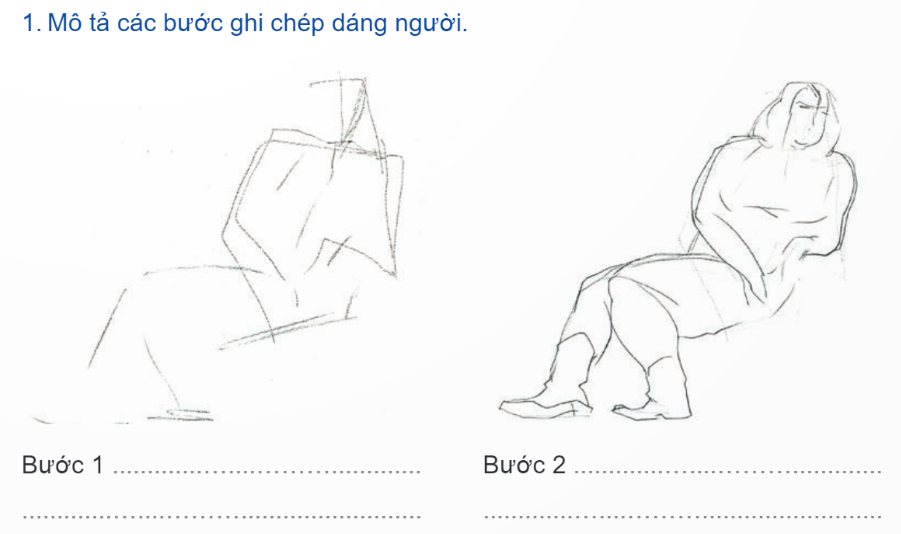 1. Mô tả các bước ghi chép dáng người.
Bước 1 ........................................ Bước 2 ........................................
.................................................... ....................................................